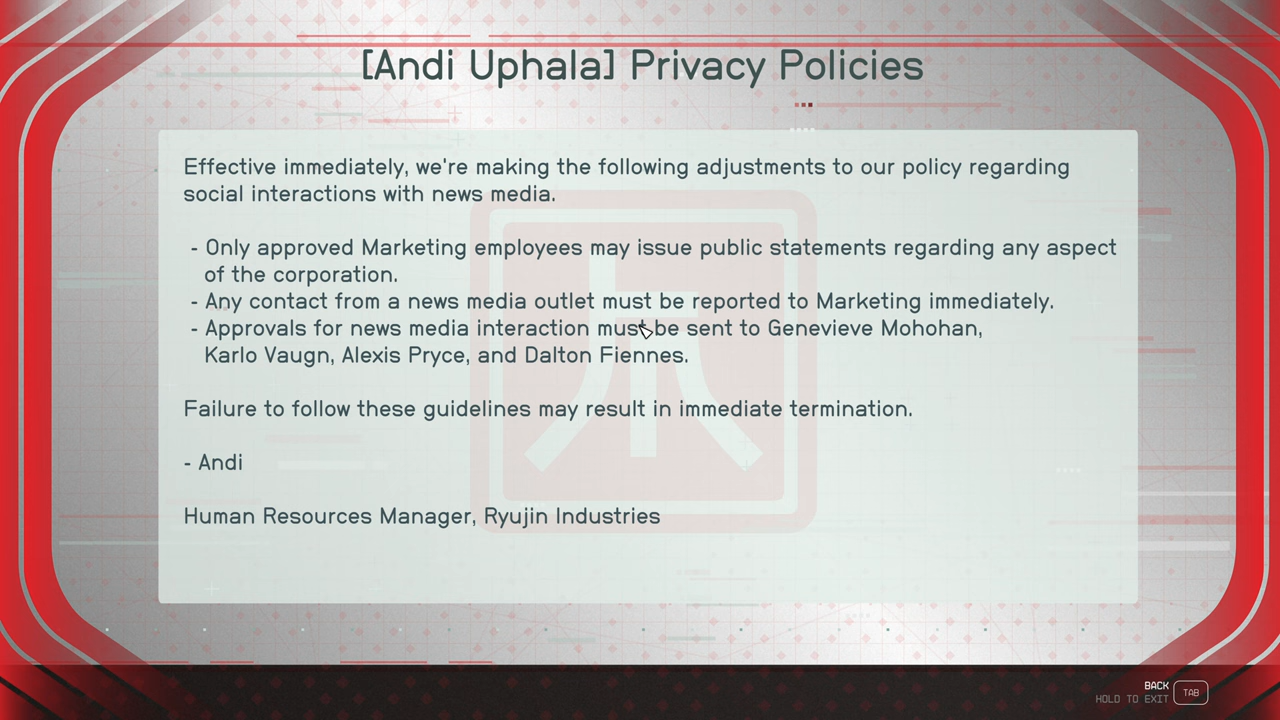 [Andi Uphala] Privacy Policies
Effective immediately, we're making the following adjustments to our policy regarding
social interactions with news media.
- Only approved Marketing employees may issue public statements regarding any aspect
of the corporation.
- Any contact from a news media outlet must be reported to Marketing immediately.
- Approvals for news media interaction must be sent to Genevieve Mohohan,
Karlo Vaugn, Alexis Pryce, and Dalton Fiennes.
Failure to follow these guidelines may result in immediate termination.
- Andi
Human Resources Manager, Ryujin Industries
BACK
HOLD TO EXIT
TAB